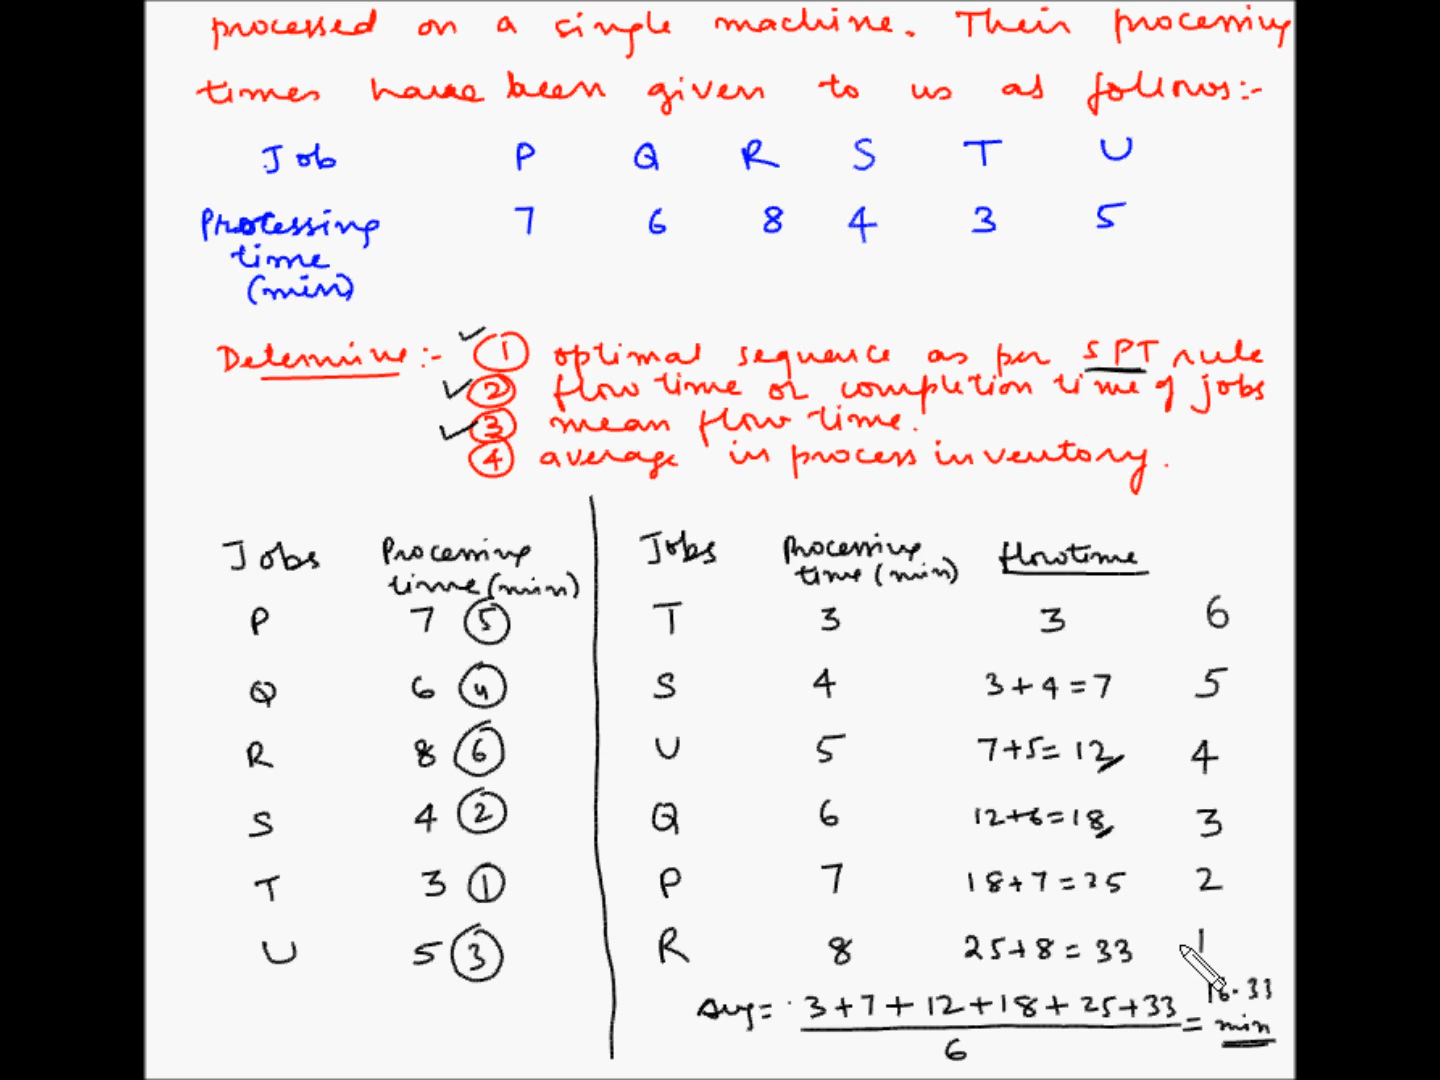 processed on a single machine. Their processing
times have been given to us as follows:-
Job P Q R S T U
Processing time (min) 7 6 8 4 3 5
Determine:- ① optimal sequence as per SPT rule
② flow time or completion time of jobs
③ mean flow time.
④ average in process inventory.
Jobs Processing time (min)
P 7 ⑤
Q 6 ④
R 8 ⑥
S 4 ②
T 3 ①
U 5 ③
Jobs Processing time (min) flowtime
T 3 3 6
S 4 3+4=7 5
U 5 7+5=12 4
Q 6 12+6=18 3
P 7 18+7=25 2
R 8 25+8=33 1
Avg = 3+7+12+18+25+33 = 16.33 min
6